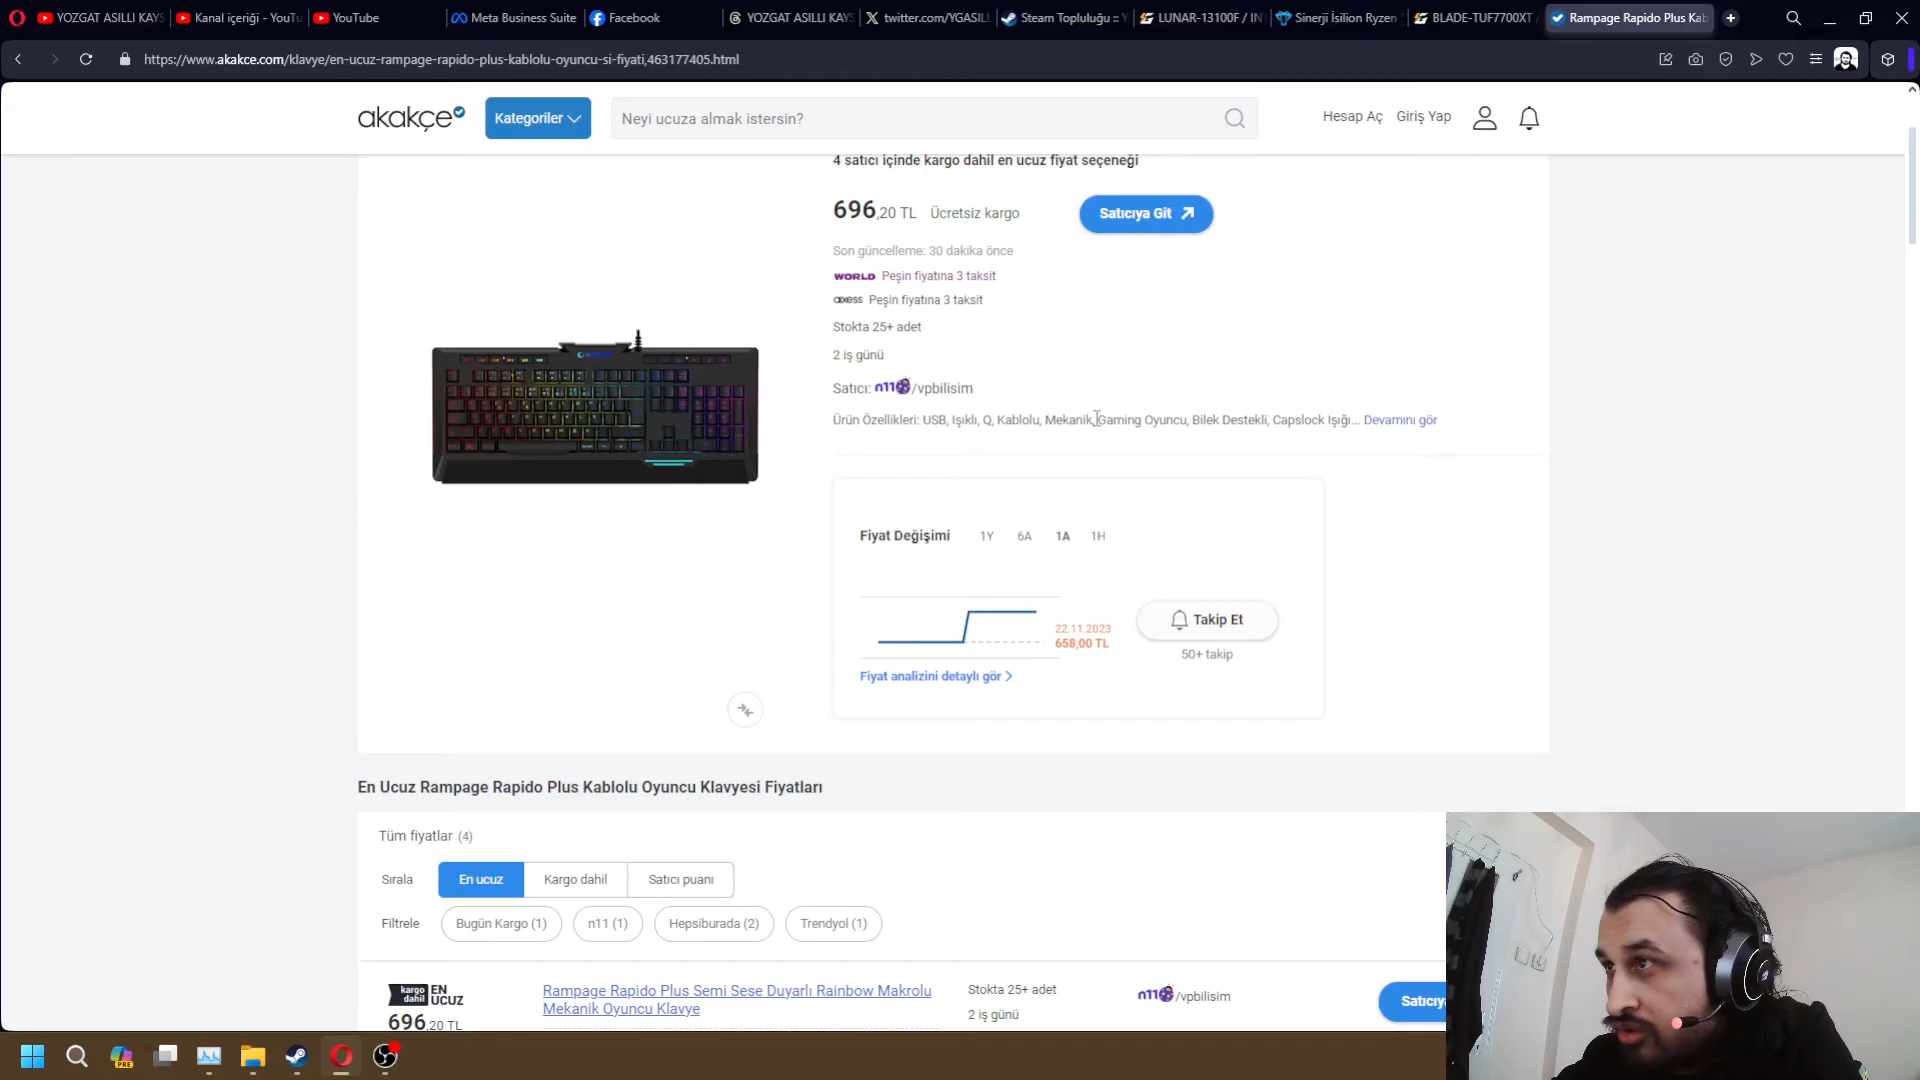 YOZGAT ASILLI KAYS
Kanal içeriği - YouTu
YouTube
Meta Business Suite
Facebook
YOZGAT ASILLI KAYS
twitter.com/YGASILL
Steam Topluluğu :: Y
LUNAR-13100F / IN
Sinerji İsilion Ryzen
BLADE-TUF7700XT /
Rampage Rapido Plus Kab
https://www.akakce.com/klavye/en-ucuz-rampage-rapido-plus-kablolu-oyuncu-si-fiyati,463177405.html
akakçe
Kategoriler
Neyi ucuza almak istersin?
Hesap Aç
Giriş Yap
4 satıcı içinde kargo dahil en ucuz fiyat seçeneği
696,20 TL Ücretsiz kargo
Satıcıya Git
Son güncelleme: 30 dakika önce
WORLD Peşin fiyatına 3 taksit
axess Peşin fiyatına 3 taksit
Stokta 25+ adet
2 iş günü
Satıcı: n11/vpbilisim
Ürün Özellikleri: USB, Işıklı, Q, Kablolu, Mekanik, Gaming Oyuncu, Bilek Destekli, Capslock Işığı... Devamını gör
Fiyat Değişimi 1Y 6A 1A 1H
22.11.2023
658,00 TL
Takip Et
50+ takip
Fiyat analizini detaylı gör
En Ucuz Rampage Rapido Plus Kablolu Oyuncu Klavyesi Fiyatları
Tüm fiyatlar (4)
Sırala En ucuz Kargo dahil Satıcı puanı
Filtrele Bugün Kargo (1) n11 (1) Hepsiburada (2) Trendyol (1)
kargo dahil EN UCUZ
696,20 TL
Rampage Rapido Plus Semi Sese Duyarlı Rainbow Makrolu
Mekanik Oyuncu Klavye
Stokta 25+ adet
2 iş günü
n11/vpbilisim
Satıcıy
PRE